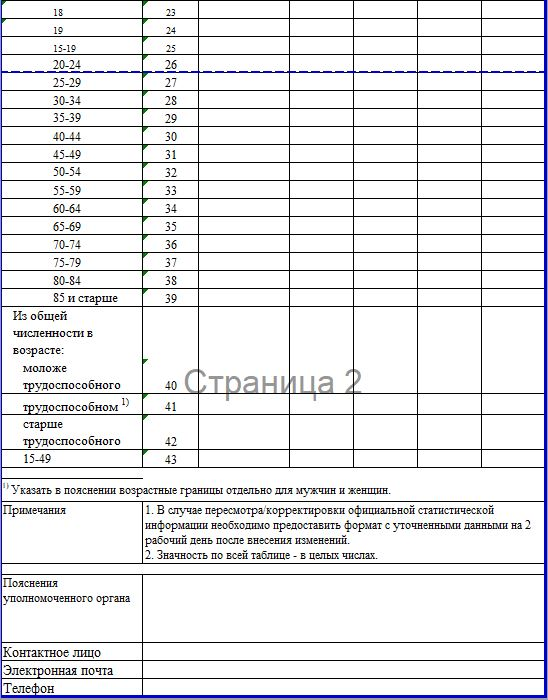 18 23
19 24
15-19 25
20-24 26
25-29 27
30-34 28
35-39 29
40-44 30
45-49 31
50-54 32
55-59 33
60-64 34
65-69 35
70-74 36
75-79 37
80-84 38
85 и старше 39
Из общей
численности в
возрасте:
моложе
трудоспособного 40
Страница 2
трудоспособном 1) 41
старше
трудоспособного 42
15-49 43
1) Указать в пояснении возрастные границы отдельно для мужчин и женщин.
Примечания 1. В случае пересмотра/корректировки официальной статистической
информации необходимо предоставить формат с уточненными данными на 2
рабочий день после внесения изменений.
2. Значность по всей таблице - в целых числах.
Пояснения
уполномоченного органа
Контактное лицо
Электронная почта
Телефон